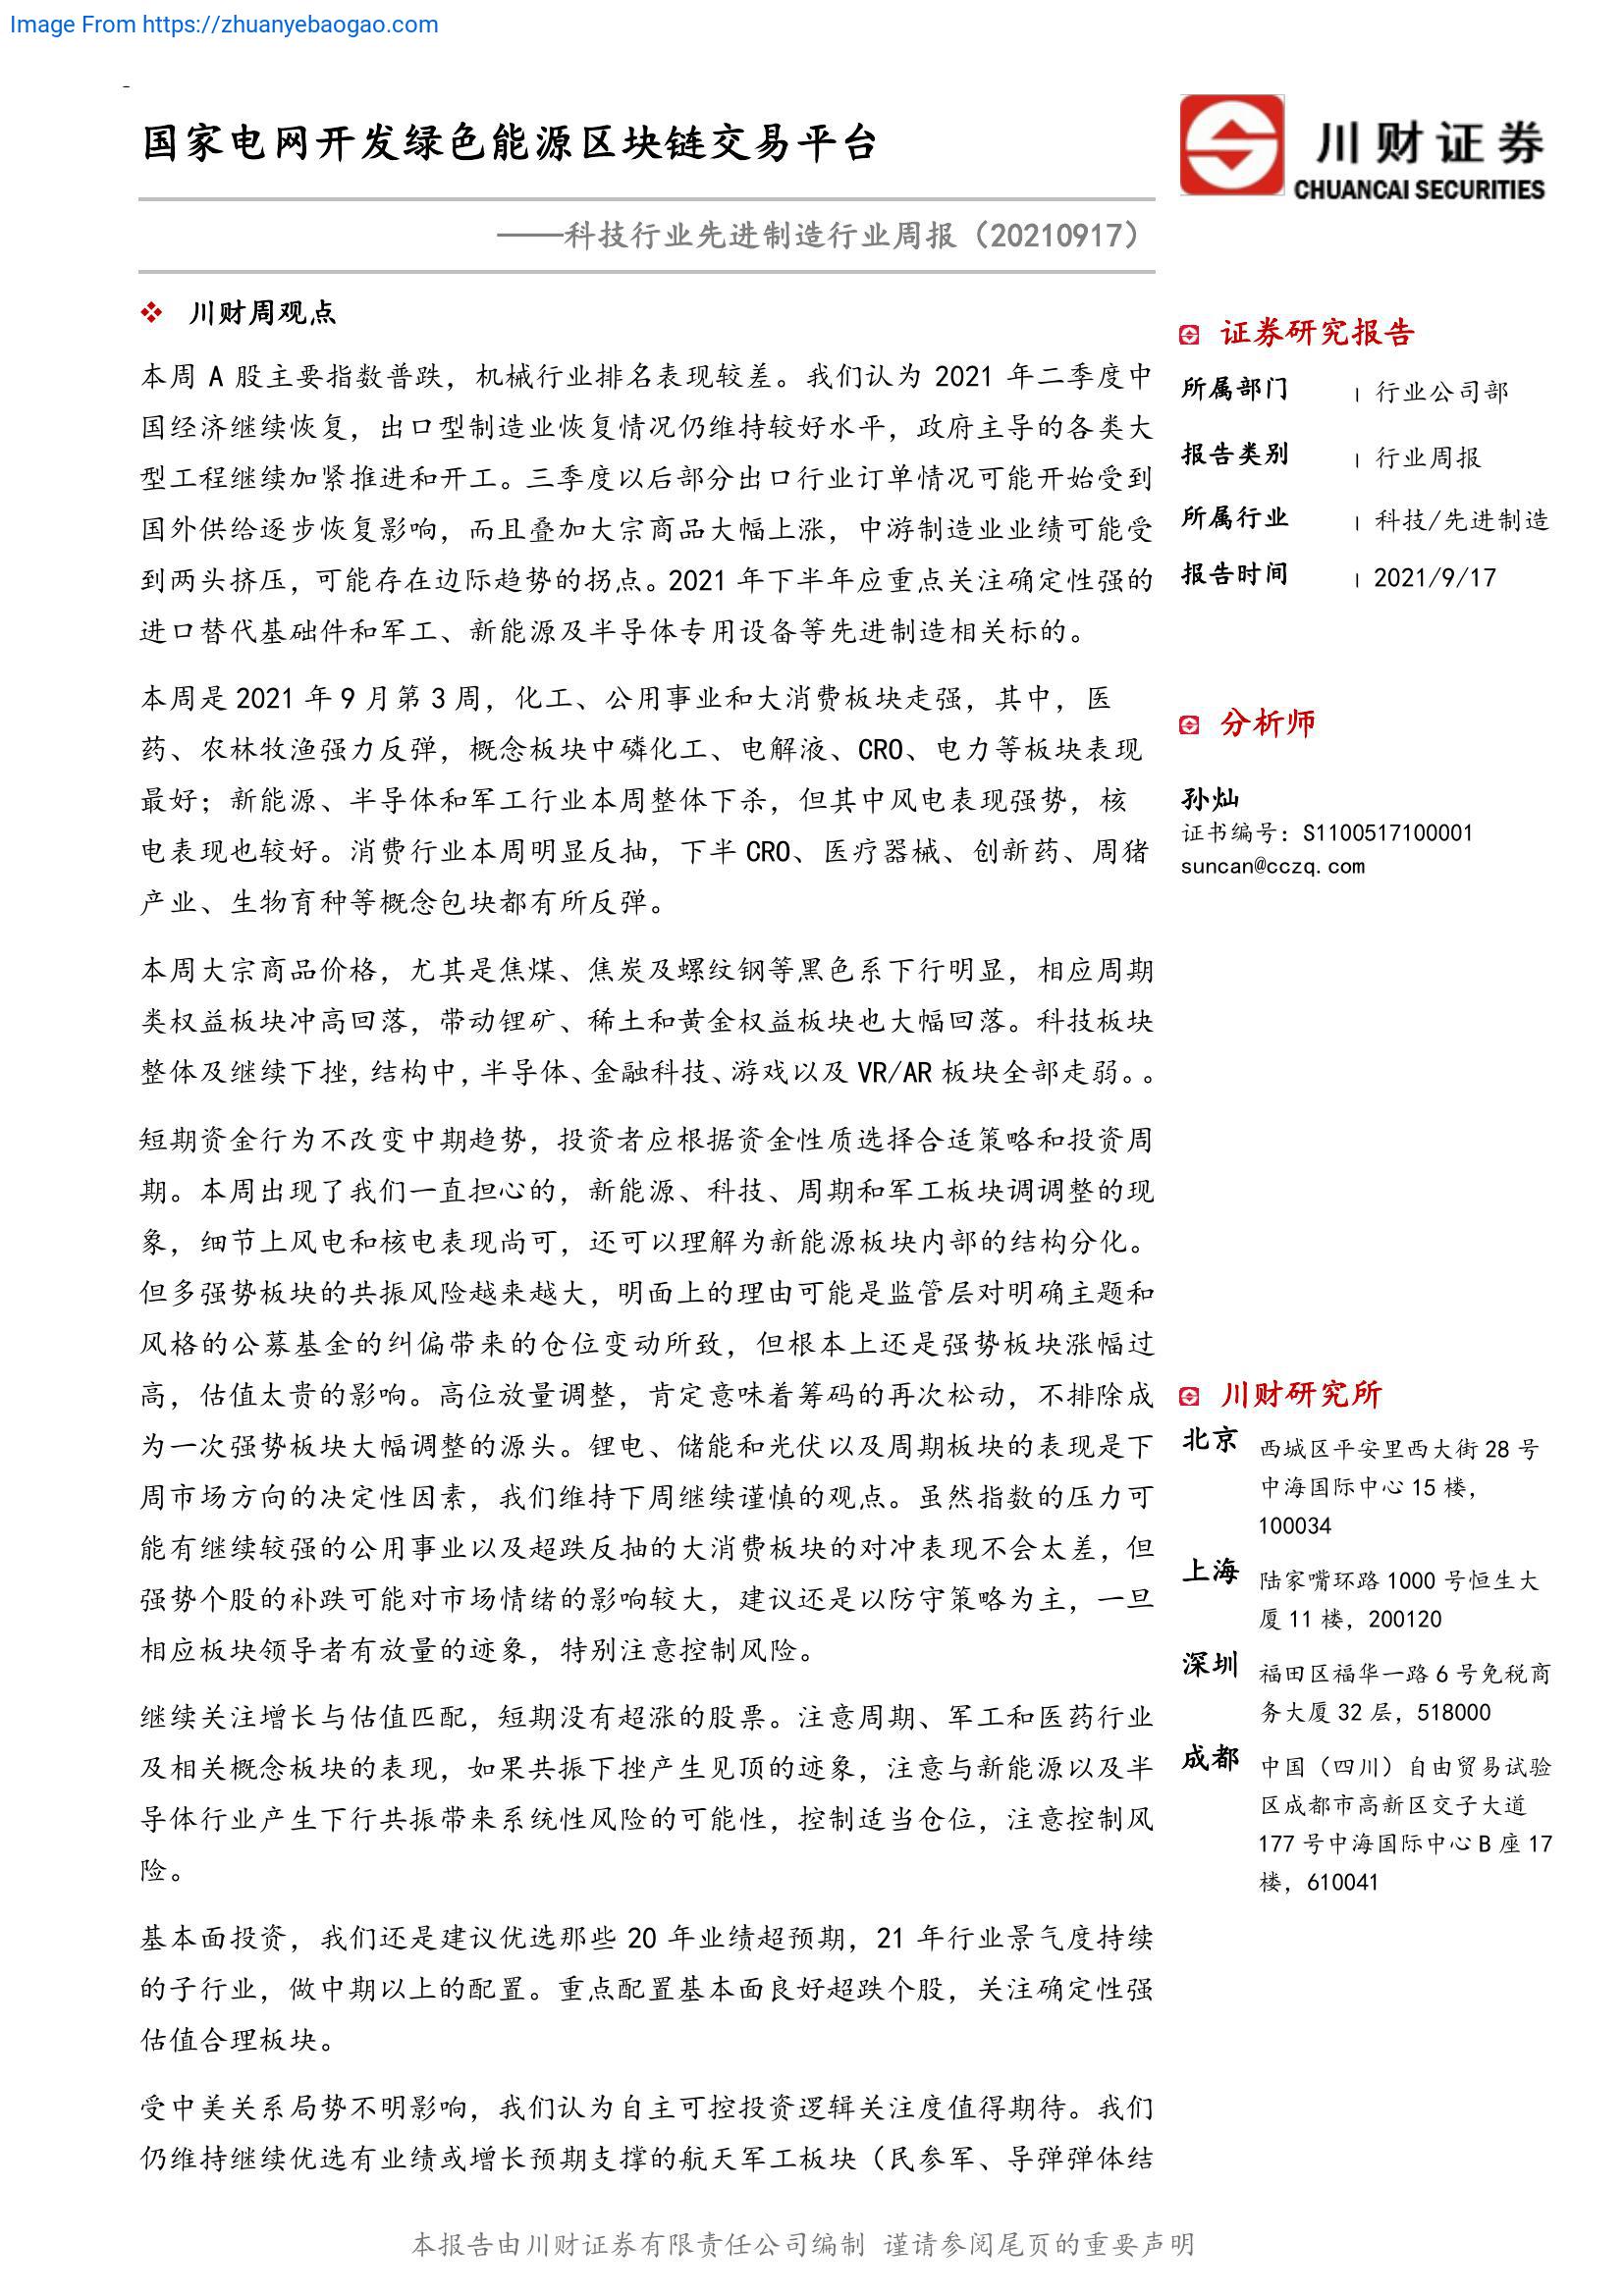 Image From https://zhuanyebaogao.com
-
国家电网开发绿色能源区块链交易平台
川财证券
CHUANCAI SECURITIES
——科技行业先进制造行业周报（20210917）
❖ 川财周观点
本周 A 股主要指数普跌，机械行业排名表现较差。我们认为 2021 年二季度中
国经济继续恢复，出口型制造业恢复情况仍维持较好水平，政府主导的各类大
型工程继续加紧推进和开工。三季度以后部分出口行业订单情况可能开始受到
国外供给逐步恢复影响，而且叠加大宗商品大幅上涨，中游制造业业绩可能受
到两头挤压，可能存在边际趋势的拐点。2021 年下半年应重点关注确定性强的
进口替代基础件和军工、新能源及半导体专用设备等先进制造相关标的。
本周是 2021 年 9 月第 3 周，化工、公用事业和大消费板块走强，其中，医
药、农林牧渔强力反弹，概念板块中磷化工、电解液、CRO、电力等板块表现
最好；新能源、半导体和军工行业本周整体下杀，但其中风电表现强势，核
电表现也较好。消费行业本周明显反抽，下半 CRO、医疗器械、创新药、周猪
产业、生物育种等概念包块都有所反弹。
本周大宗商品价格，尤其是焦煤、焦炭及螺纹钢等黑色系下行明显，相应周期
类权益板块冲高回落，带动锂矿、稀土和黄金权益板块也大幅回落。科技板块
整体及继续下挫，结构中，半导体、金融科技、游戏以及 VR/AR 板块全部走弱。。
短期资金行为不改变中期趋势，投资者应根据资金性质选择合适策略和投资周
期。本周出现了我们一直担心的，新能源、科技、周期和军工板块调调整的现
象，细节上风电和核电表现尚可，还可以理解为新能源板块内部的结构分化。
但多强势板块的共振风险越来越大，明面上的理由可能是监管层对明确主题和
风格的公募基金的纠偏带来的仓位变动所致，但根本上还是强势板块涨幅过
高，估值太贵的影响。高位放量调整，肯定意味着筹码的再次松动，不排除成
为一次强势板块大幅调整的源头。锂电、储能和光伏以及周期板块的表现是下
周市场方向的决定性因素，我们维持下周继续谨慎的观点。虽然指数的压力可
能有继续较强的公用事业以及超跌反抽的大消费板块的对冲表现不会太差，但
强势个股的补跌可能对市场情绪的影响较大，建议还是以防守策略为主，一旦
相应板块领导者有放量的迹象，特别注意控制风险。
继续关注增长与估值匹配，短期没有超涨的股票。注意周期、军工和医药行业
及相关概念板块的表现，如果共振下挫产生见顶的迹象，注意与新能源以及半
导体行业产生下行共振带来系统性风险的可能性，控制适当仓位，注意控制风
险。
基本面投资，我们还是建议优选那些 20 年业绩超预期，21 年行业景气度持续
的子行业，做中期以上的配置。重点配置基本面良好超跌个股，关注确定性强
估值合理板块。
受中美关系局势不明影响，我们认为自主可控投资逻辑关注度值得期待。我们
仍维持继续优选有业绩或增长预期支撑的航天军工板块（民参军、导弹弹体结
证券研究报告
所属部门 | 行业公司部
报告类别 | 行业周报
所属行业 | 科技/先进制造
报告时间 | 2021/9/17
分析师
孙灿
证书编号：S1100517100001
suncan@cczq.com
川财研究所
北京 西城区平安里西大街 28 号
中海国际中心 15 楼，
100034
上海 陆家嘴环路 1000 号恒生大
厦 11 楼，200120
深圳 福田区福华一路 6 号免税商
务大厦 32 层，518000
成都 中国（四川）自由贸易试验
区成都市高新区交子大道
177 号中海国际中心 B 座 17
楼，610041
本报告由川财证券有限责任公司编制 谨请参阅尾页的重要声明